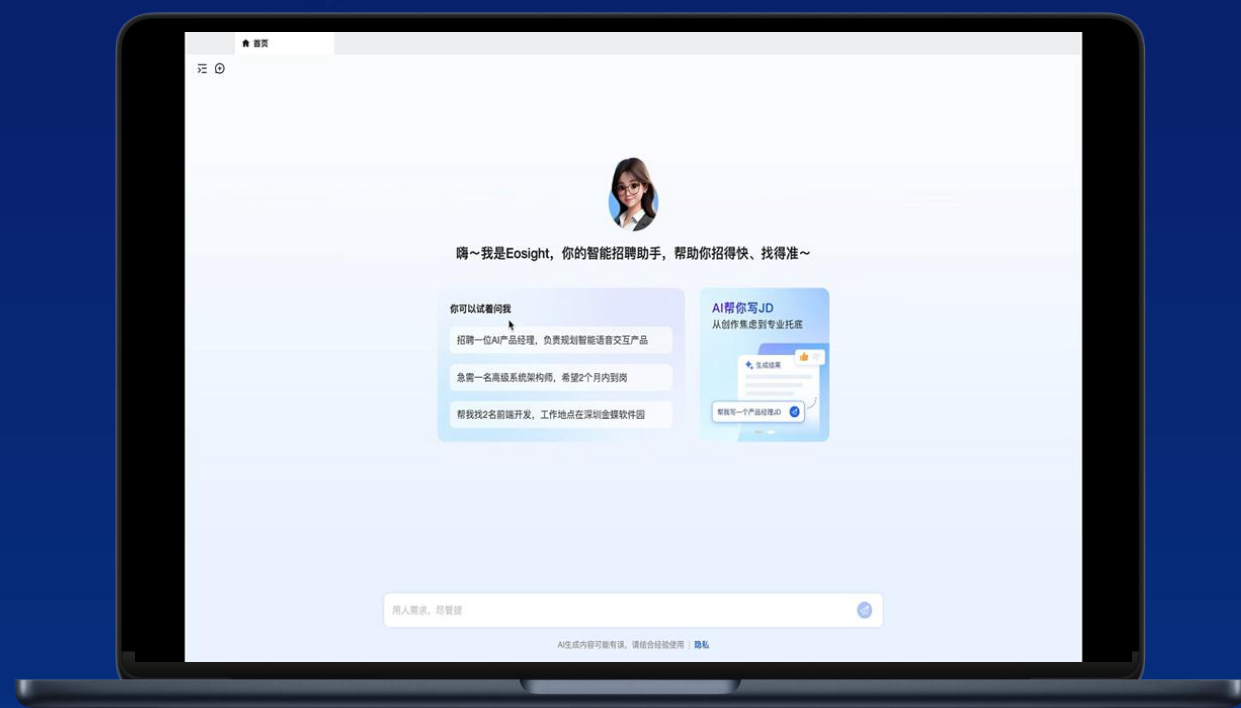 首页
嗨～我是Eosight，你的智能招聘助手，帮助你招得快、找得准～
你可以试着问我
招聘一位AI产品经理，负责规划智能语音交互产品
急需一名高级系统架构师，希望2个月内到岗
帮我找2名前端开发，工作地点在深圳金蝶软件园
AI帮你写JD
从创作焦虑到专业托底
生成结果
帮我写一个产品经理JD
用人需求，尽管提
AI生成内容可能有误，请结合经验使用 | 隐私